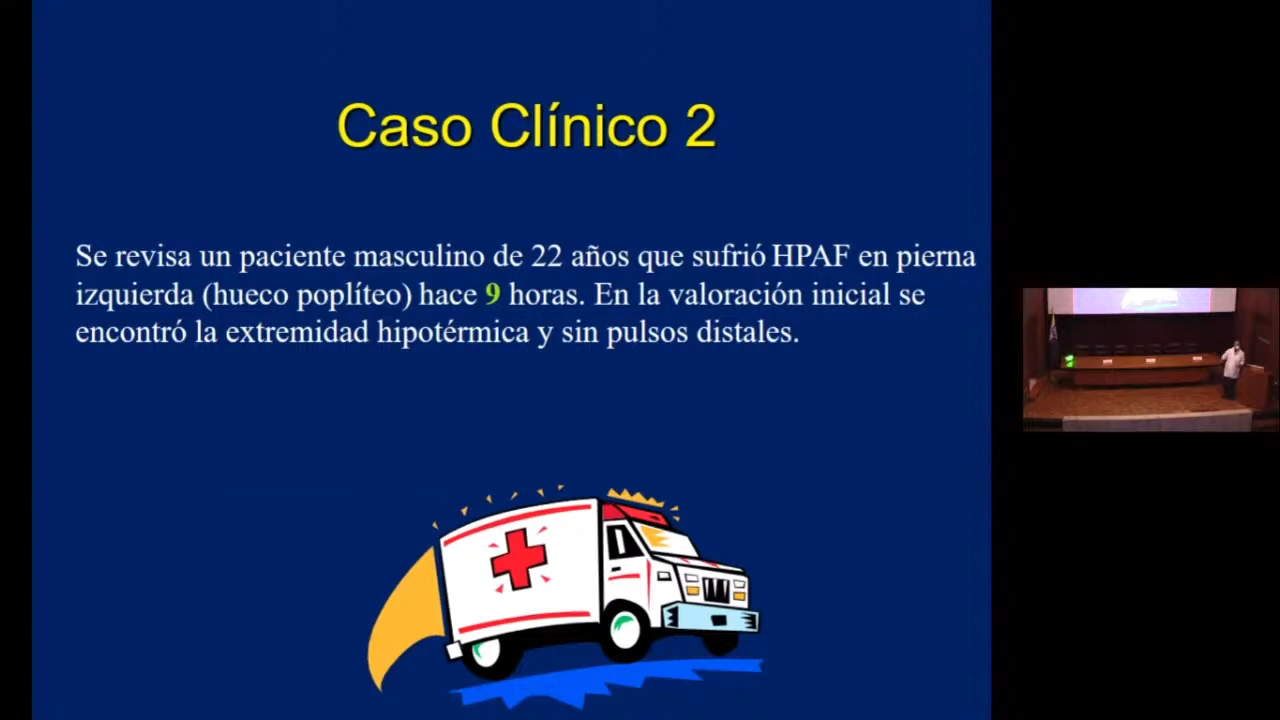 Caso Clínico 2
Se revisa un paciente masculino de 22 años que sufrió HPAF en pierna
izquierda (hueco poplíteo) hace 9 horas. En la valoración inicial se
encontró la extremidad hipotérmica y sin pulsos distales.